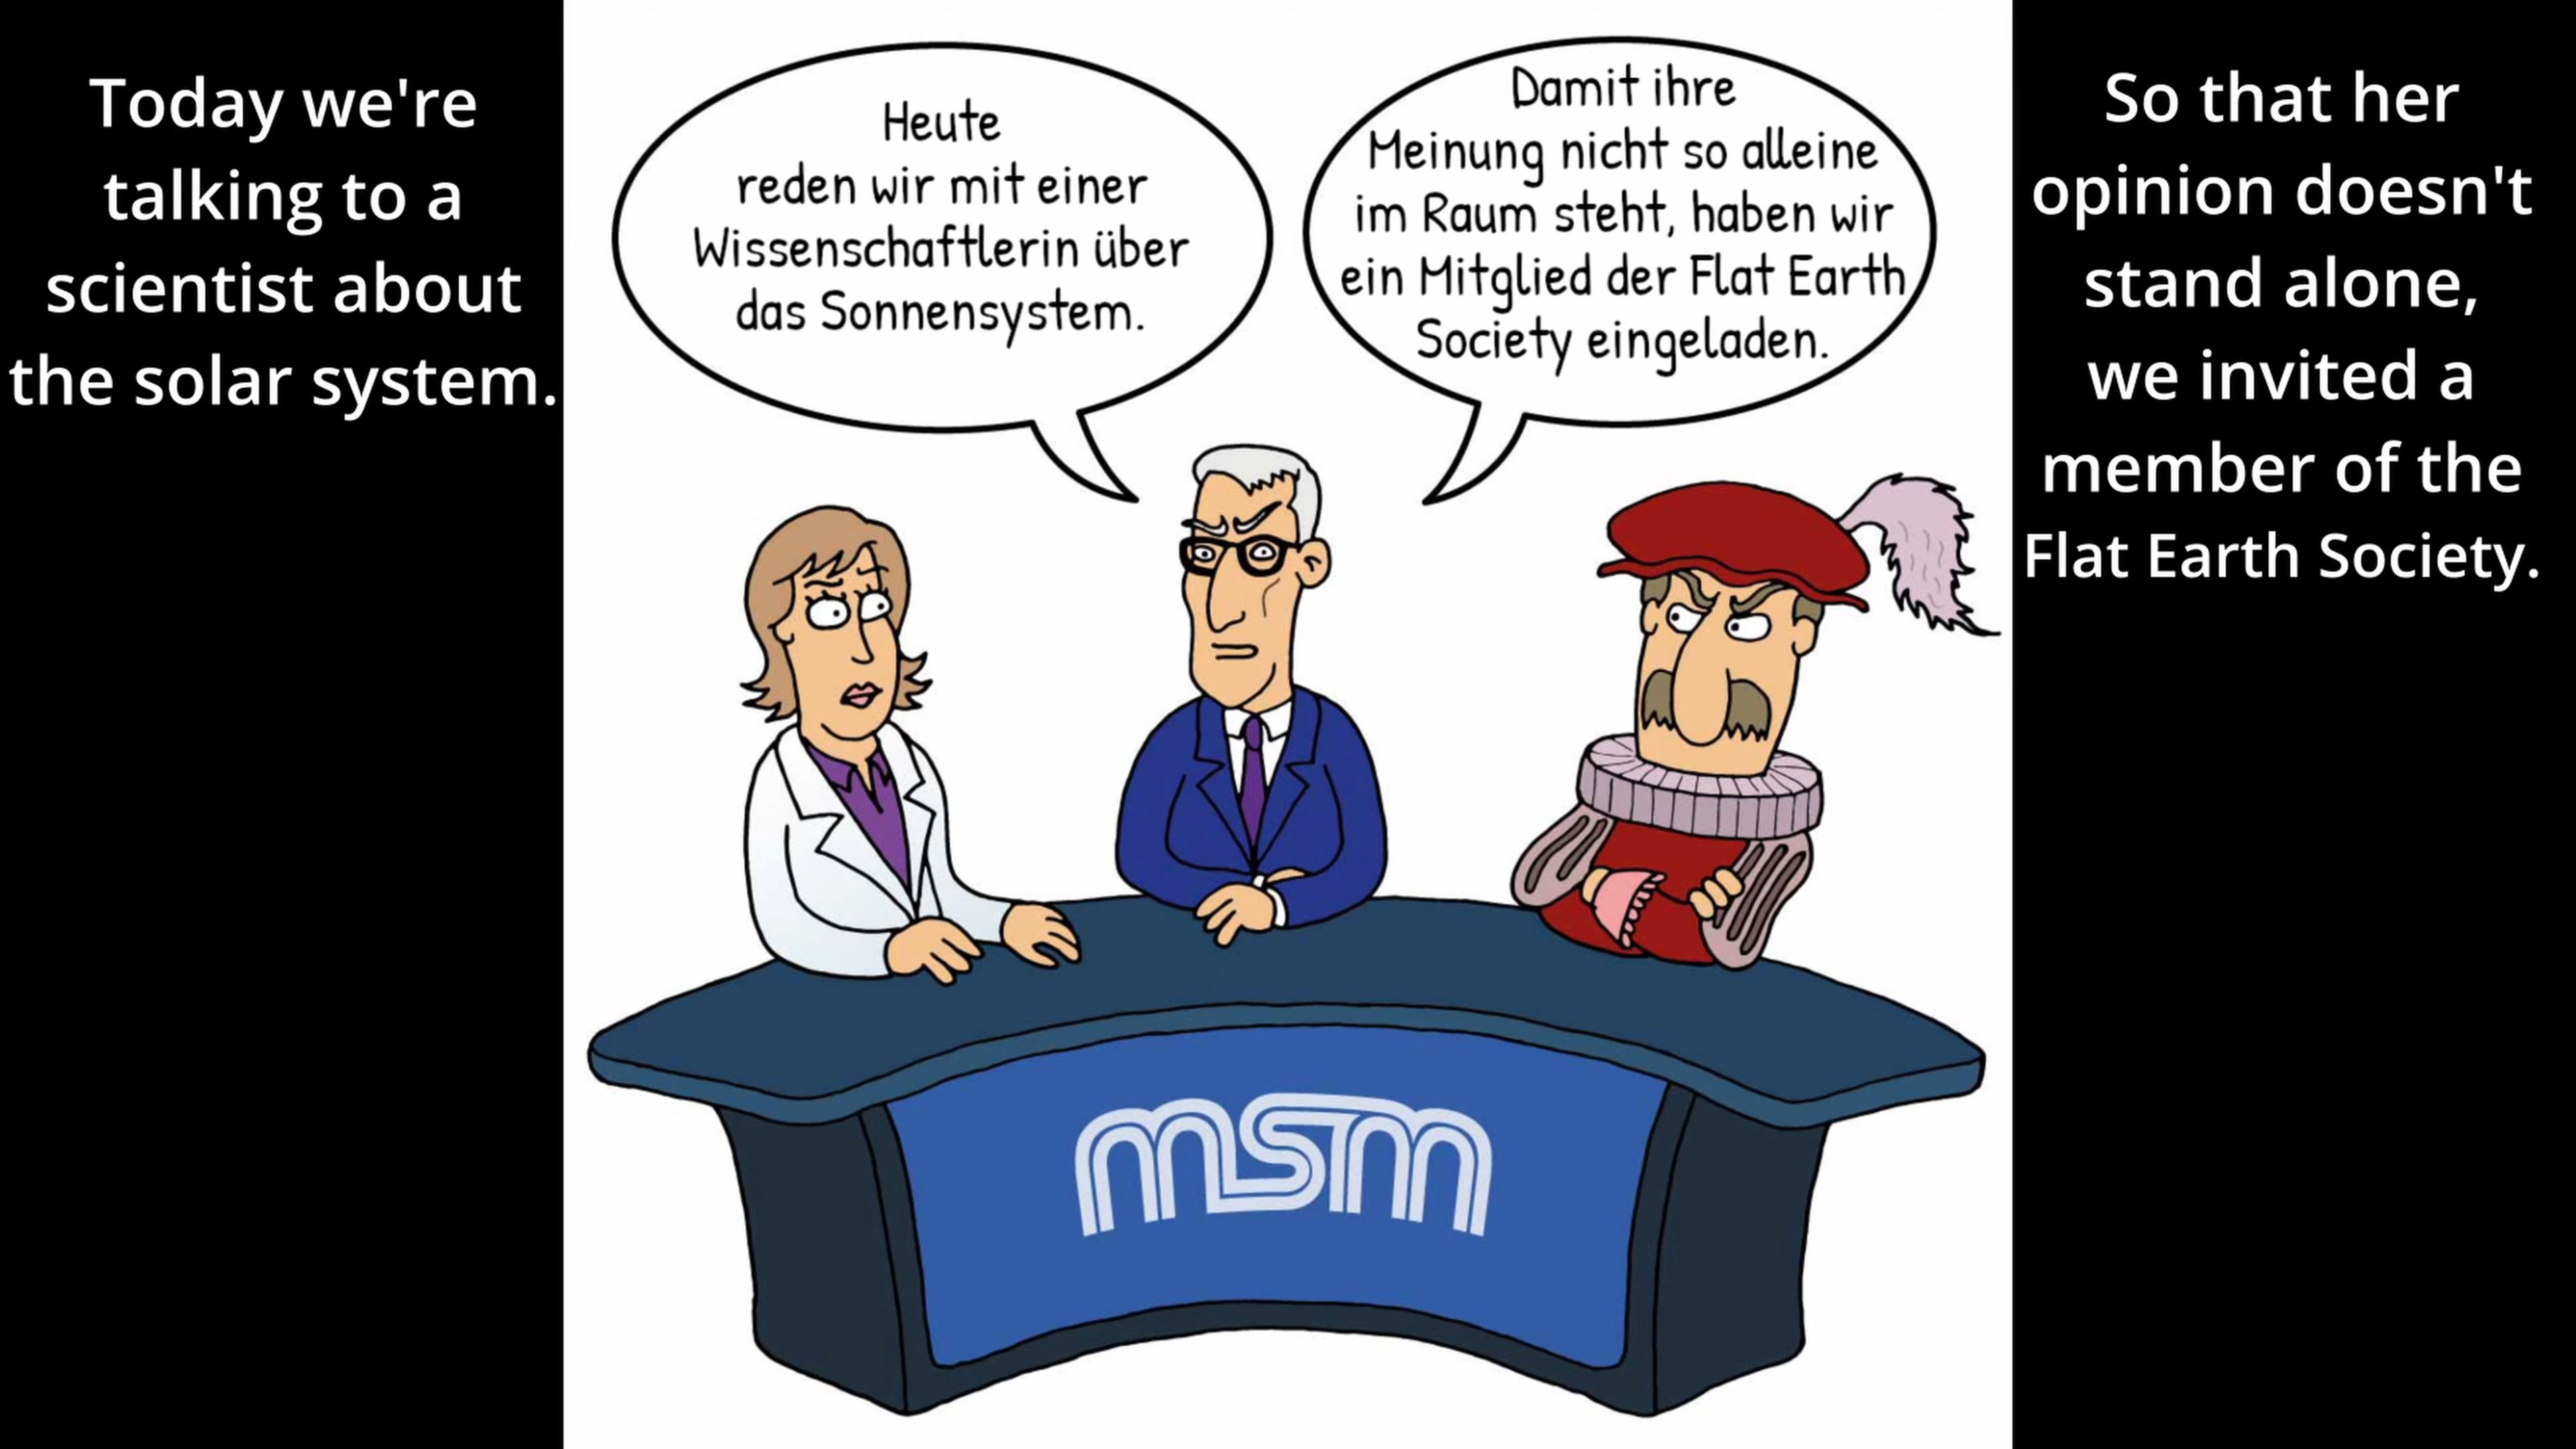 Today we're
talking to a
scientist about
the solar system.
Heute
reden wir mit einer
Wissenschaftlerin über
das Sonnensystem.
Damit ihre
Meinung nicht so alleine
im Raum steht, haben wir
ein Mitglied der Flat Earth
Society eingeladen.
So that her
opinion doesn't
stand alone,
we invited a
member of the
Flat Earth Society.
msm